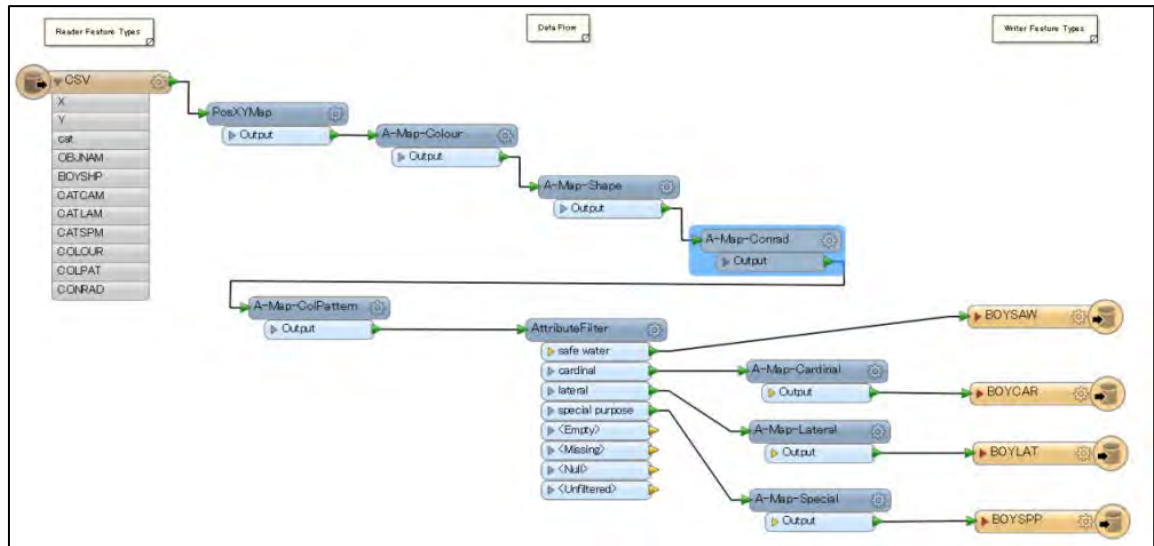 Reader Feature Types
Data Flow
Writer Feature Types
CSV
X
Y
cat
OBJNAM
BOYSHP
CATCAM
CATLAM
CATSPM
COLOUR
COLPAT
CONRAD
PosXYMap
Output
A-Map-Colour
Output
A-Map-Shape
Output
A-Map-Conrad
Output
A-Map-ColPattern
Output
AttributeFilter
safe water
cardinal
lateral
special purpose
<Empty>
<Missing>
<Null>
<Unfiltered>
A-Map-Cardinal
Output
A-Map-Lateral
Output
A-Map-Special
Output
BOYSAW
BOYCAR
BOYLAT
BOYSPP